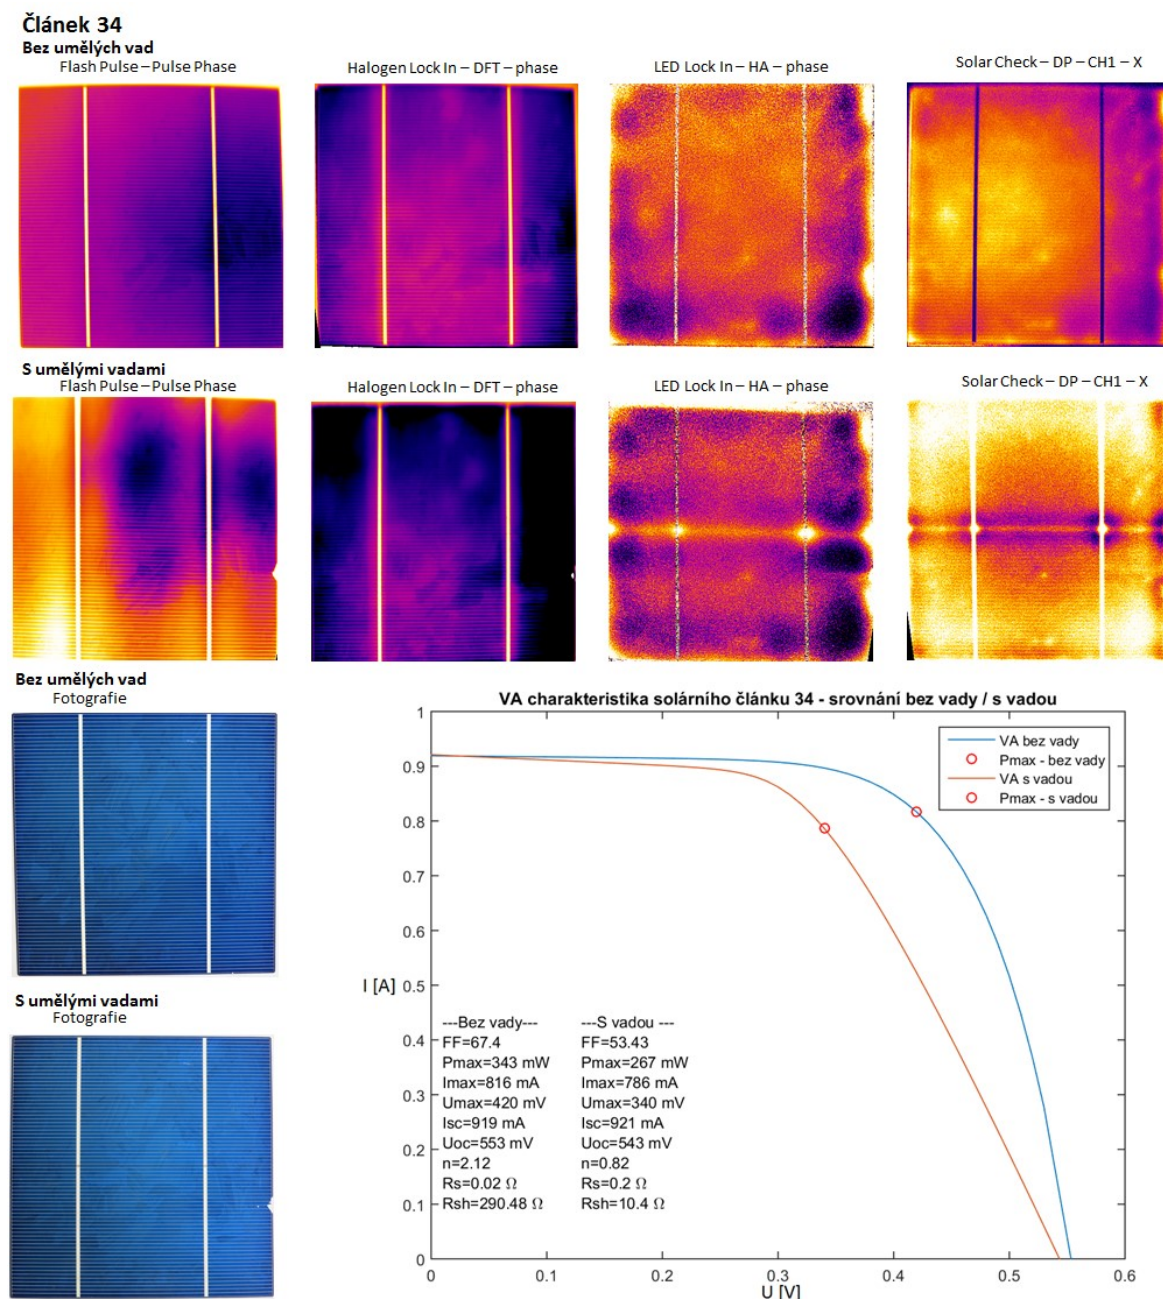 Článek 34
Bez umělých vad
Flash Pulse – Pulse Phase
Halogen Lock In – DFT – phase
LED Lock In – HA – phase
Solar Check – DP – CH1 – X
S umělými vadami
Flash Pulse – Pulse Phase
Halogen Lock In – DFT – phase
LED Lock In – HA – phase
Solar Check – DP – CH1 – X
Bez umělých vad
Fotografie
S umělými vadami
Fotografie
VA charakteristika solárního článku 34 - srovnání bez vady / s vadou
VA bez vady
Pmax - bez vady)
VA s vadou
Pmax - s vadou)
1
0.9
0.8
0.7
0.6
0.5
0.4
0.3
0.2
0.1
0
I [A]
---Bez vady---
FF=67.4
Pmax=343 mW
Imax=816 mA
Umax=420 mV
Isc=919 mA
Uoc=553 mV
n=2.12
Rs=0.02 Ω
Rsh=290.48 Ω
---S vadou ---
FF=53.43
Pmax=267 mW
Imax=786 mA
Umax=340 mV
Isc=921 mA
Uoc=543 mV
n=0.82
Rs=0.2 Ω
Rsh=10.4 Ω
0 0.1 0.2 0.3 0.4 0.5 0.6
U [V]